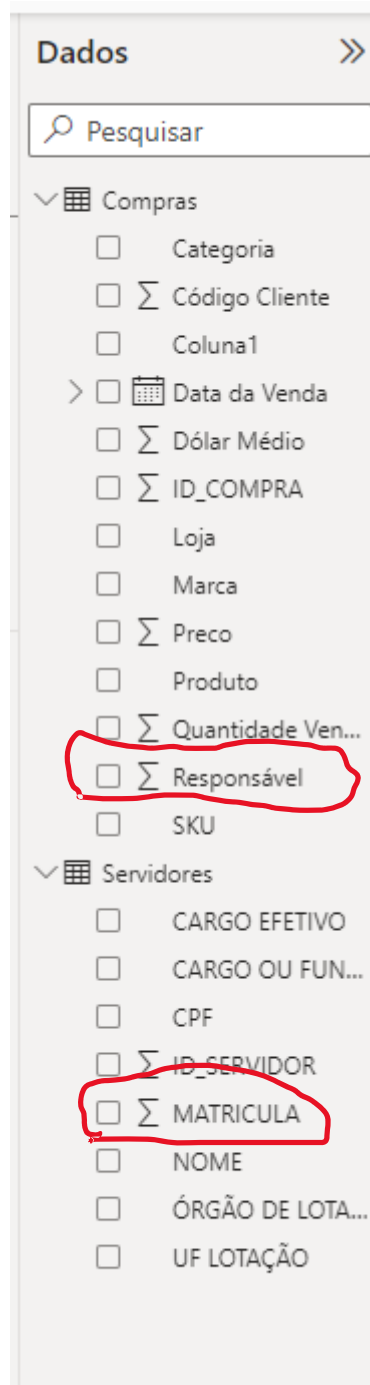 Dados
Pesquisar
Compras
Categoria
∑ Código Cliente
Coluna1
Data da Venda
∑ Dólar Médio
∑ ID_COMPRA
Loja
Marca
∑ Preco
Produto
∑ Quantidade Ven...
∑ Responsável
SKU
Servidores
CARGO EFETIVO
CARGO OU FUN...
CPF
∑ ID_SERVIDOR
∑ MATRICULA
NOME
ÓRGÃO DE LOTA...
UF LOTAÇÃO